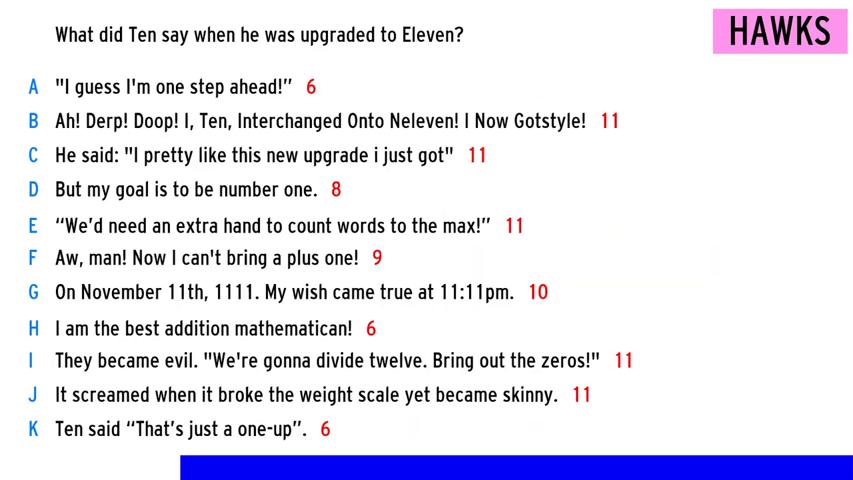 What did Ten say when he was upgraded to Eleven?
HAWKS
A "I guess I'm one step ahead!” 6
B Ah! Derp! Doop! I, Ten, Interchanged Onto Neleven! I Now Gotstyle! 11
C He said: "I pretty like this new upgrade i just got" 11
D But my goal is to be number one. 8
E “We’d need an extra hand to count words to the max!” 11
F Aw, man! Now I can't bring a plus one! 9
G On November 11th, 1111. My wish came true at 11:11pm. 10
H I am the best addition mathematican! 6
I They became evil. "We're gonna divide twelve. Bring out the zeros!" 11
J It screamed when it broke the weight scale yet became skinny. 11
K Ten said “That’s just a one-up”. 6